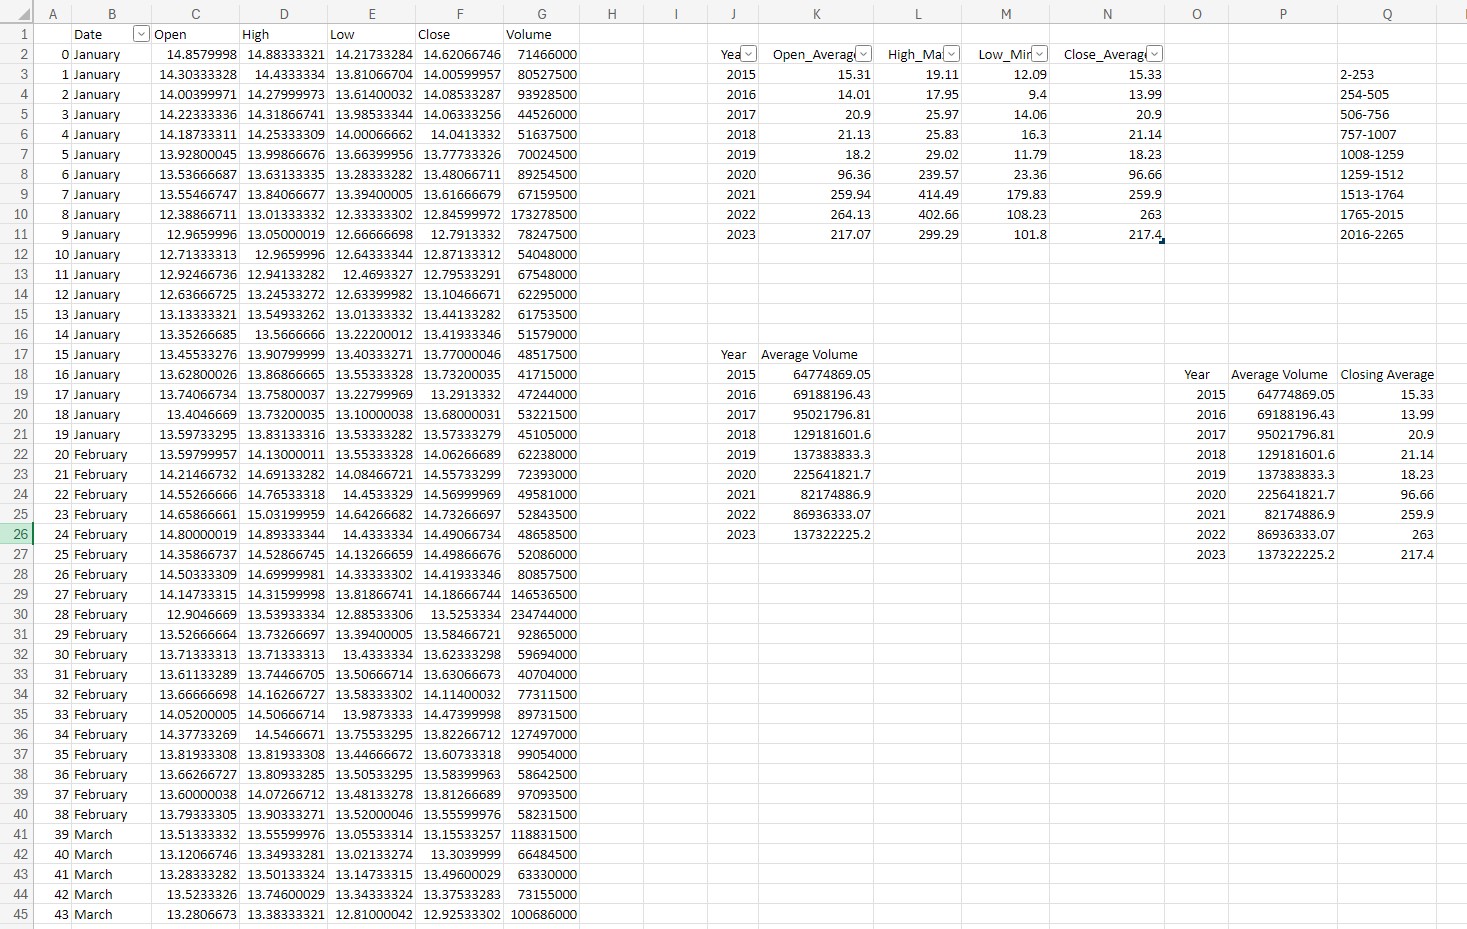 A B C D E F G H I J K L M N O P Q
1 Date Open High Low Close Volume
2 0 January 14.8579998 14.88333321 14.21733284 14.62066746 71466000 Yea Open_Averag High_Ma Low_Min Close_Averag
3 1 January 14.30333328 14.4333334 13.81066704 14.00599957 80527500 2015 15.31 19.11 12.09 15.33 2-253
4 2 January 14.00399971 14.27999973 13.61400032 14.08533287 93928500 2016 14.01 17.95 9.4 13.99 254-505
5 3 January 14.22333336 14.31866741 13.98533344 14.06333256 44526000 2017 20.9 25.97 14.06 20.9 506-756
6 4 January 14.18733311 14.25333309 14.00066662 14.0413332 51637500 2018 21.13 25.83 16.3 21.14 757-1007
7 5 January 13.92800045 13.99866676 13.66399956 13.77733326 70024500 2019 18.2 29.02 11.79 18.23 1008-1259
8 6 January 13.53666687 13.63133335 13.28333282 13.48066711 89254500 2020 96.36 239.57 23.36 96.66 1259-1512
9 7 January 13.55466747 13.84066677 13.39400005 13.61666679 67159500 2021 259.94 414.49 179.83 259.9 1513-1764
10 8 January 12.38866711 13.01333332 12.33333302 12.84599972 173278500 2022 264.13 402.66 108.23 263 1765-2015
11 9 January 12.9659996 13.05000019 12.66666698 12.7913332 78247500 2023 217.07 299.29 101.8 217.4 2016-2265
12 10 January 12.71333313 12.9659996 12.64333344 12.87133312 54048000
13 11 January 12.92466736 12.94133282 12.4693327 12.79533291 67548000
14 12 January 12.63666725 13.24533272 12.63399982 13.10466671 62295000
15 13 January 13.13333321 13.54933262 13.01333332 13.44133282 61753500
16 14 January 13.35266685 13.5666666 13.22200012 13.41933346 51579000
17 15 January 13.45533276 13.90799999 13.40333271 13.77000046 48517500 Year Average Volume
18 16 January 13.62800026 13.86866665 13.55333328 13.73200035 41715000 2015 64774869.05 Year Average Volume Closing Average
19 17 January 13.74066734 13.75800037 13.22799969 13.2913332 47244000 2016 69188196.43 2015 64774869.05 15.33
20 18 January 13.4046669 13.73200035 13.10000038 13.68000031 53221500 2017 95021796.81 2016 69188196.43 13.99
21 19 January 13.59733295 13.83133316 13.53333282 13.57333279 45105000 2018 129181601.6 2017 95021796.81 20.9
22 20 February 13.59799957 14.13000011 13.55333328 14.06266689 62238000 2019 137383833.3 2018 129181601.6 21.14
23 21 February 14.21466732 14.69133282 14.08466721 14.55733299 72393000 2020 225641821.7 2019 137383833.3 18.23
24 22 February 14.55266666 14.76533318 14.4533329 14.56999969 49581000 2021 82174886.9 2020 225641821.7 96.66
25 23 February 14.65866661 15.03199959 14.64266682 14.73266697 52843500 2022 86936333.07 2021 82174886.9 259.9
26 24 February 14.80000019 14.89333344 14.4333334 14.49066734 48658500 2023 137322225.2 2022 86936333.07 263
27 25 February 14.35866737 14.52866745 14.13266659 14.49866676 52086000 2023 137322225.2 217.4
28 26 February 14.50333309 14.69999981 14.33333302 14.41933346 80857500
29 27 February 14.14733315 14.31599998 13.81866741 14.18666744 146536500
30 28 February 12.9046669 13.53933334 12.88533306 13.5253334 234744000
31 29 February 13.52666664 13.73266697 13.39400005 13.58466721 92865000
32 30 February 13.71333313 13.71333313 13.4333334 13.62333298 59694000
33 31 February 13.61133289 13.74466705 13.50666714 13.63066673 40704000
34 32 February 13.66666698 14.16266727 13.58333302 14.11400032 77311500
35 33 February 14.05200005 14.50666714 13.9873333 14.47399998 89731500
36 34 February 14.37733269 14.5466671 13.75533295 13.82266712 127497000
37 35 February 13.81933308 13.81933308 13.44666672 13.60733318 99054000
38 36 February 13.66266727 13.80933285 13.50533295 13.58399963 58642500
39 37 February 13.60000038 14.07266712 13.48133278 13.81266689 97093500
40 38 February 13.79333305 13.90333271 13.52000046 13.55599976 58231500
41 39 March 13.51333332 13.55599976 13.05533314 13.15533257 118831500
42 40 March 13.12066746 13.34933281 13.02133274 13.3039999 66484500
43 41 March 13.28333282 13.50133324 13.14733315 13.49600029 63330000
44 42 March 13.5233326 13.74600029 13.34333324 13.37533283 73155000
45 43 March 13.2806673 13.38333321 12.81000042 12.92533302 100686000